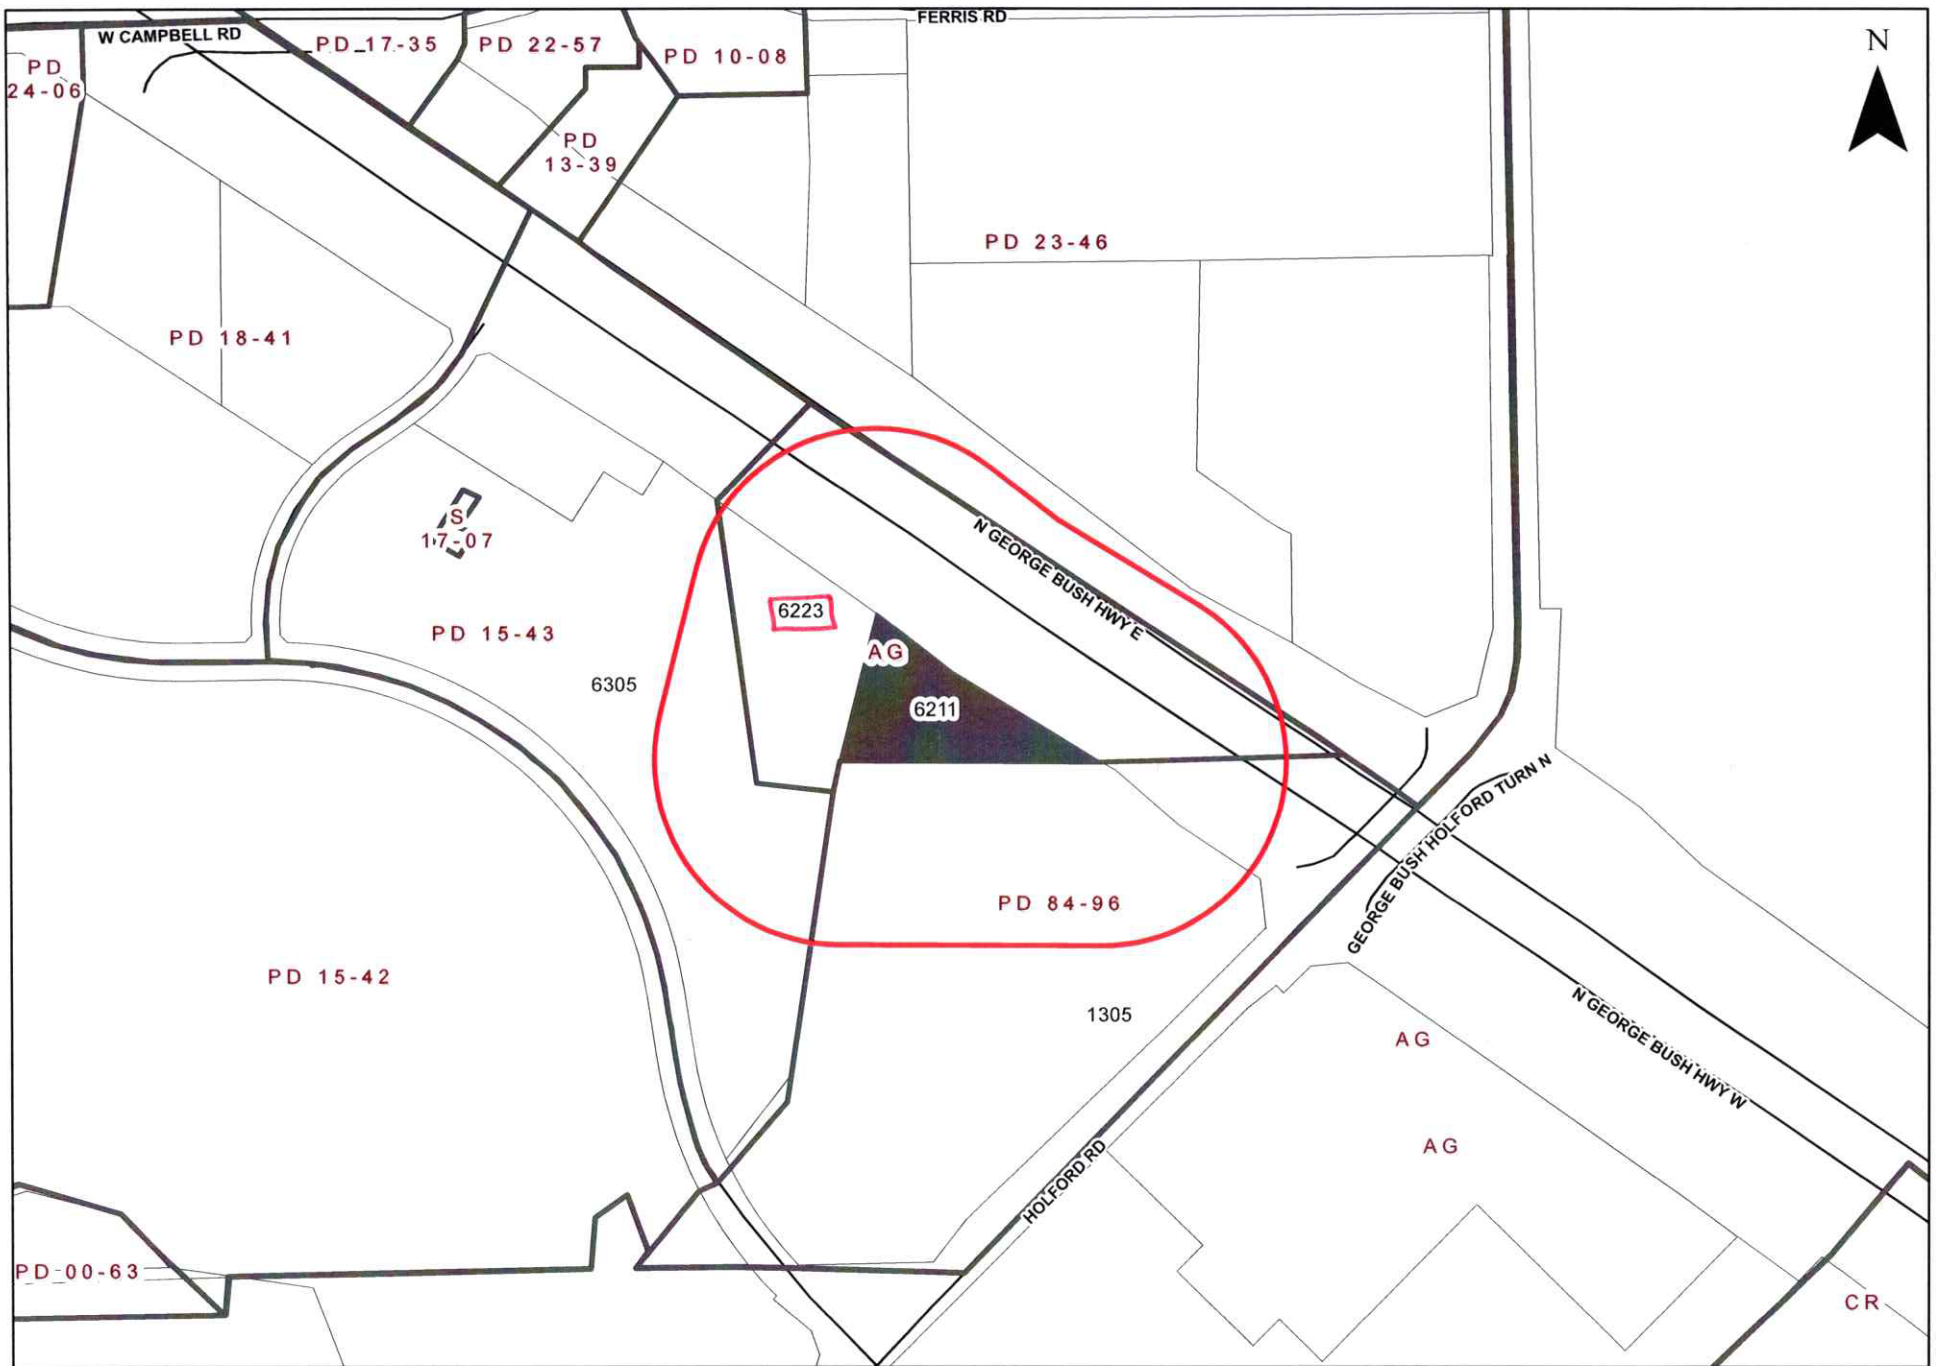 FERRIS RD
W CAMPBELL RD
PD 17-35
PD 22-57
PD 10-08
N
PD
24-06
PD
13-39
PD 23-46
PD 18-41
S
17-07
N GEORGE BUSH HWY E
6223
PD 15-43
AG
6305
6211
GEORGE BUSH HOLFORD TURN N
PD 84-96
PD 15-42
1305
AG
N GEORGE BUSH HWY W
AG
HOLFORD RD
PD 00-63
CR